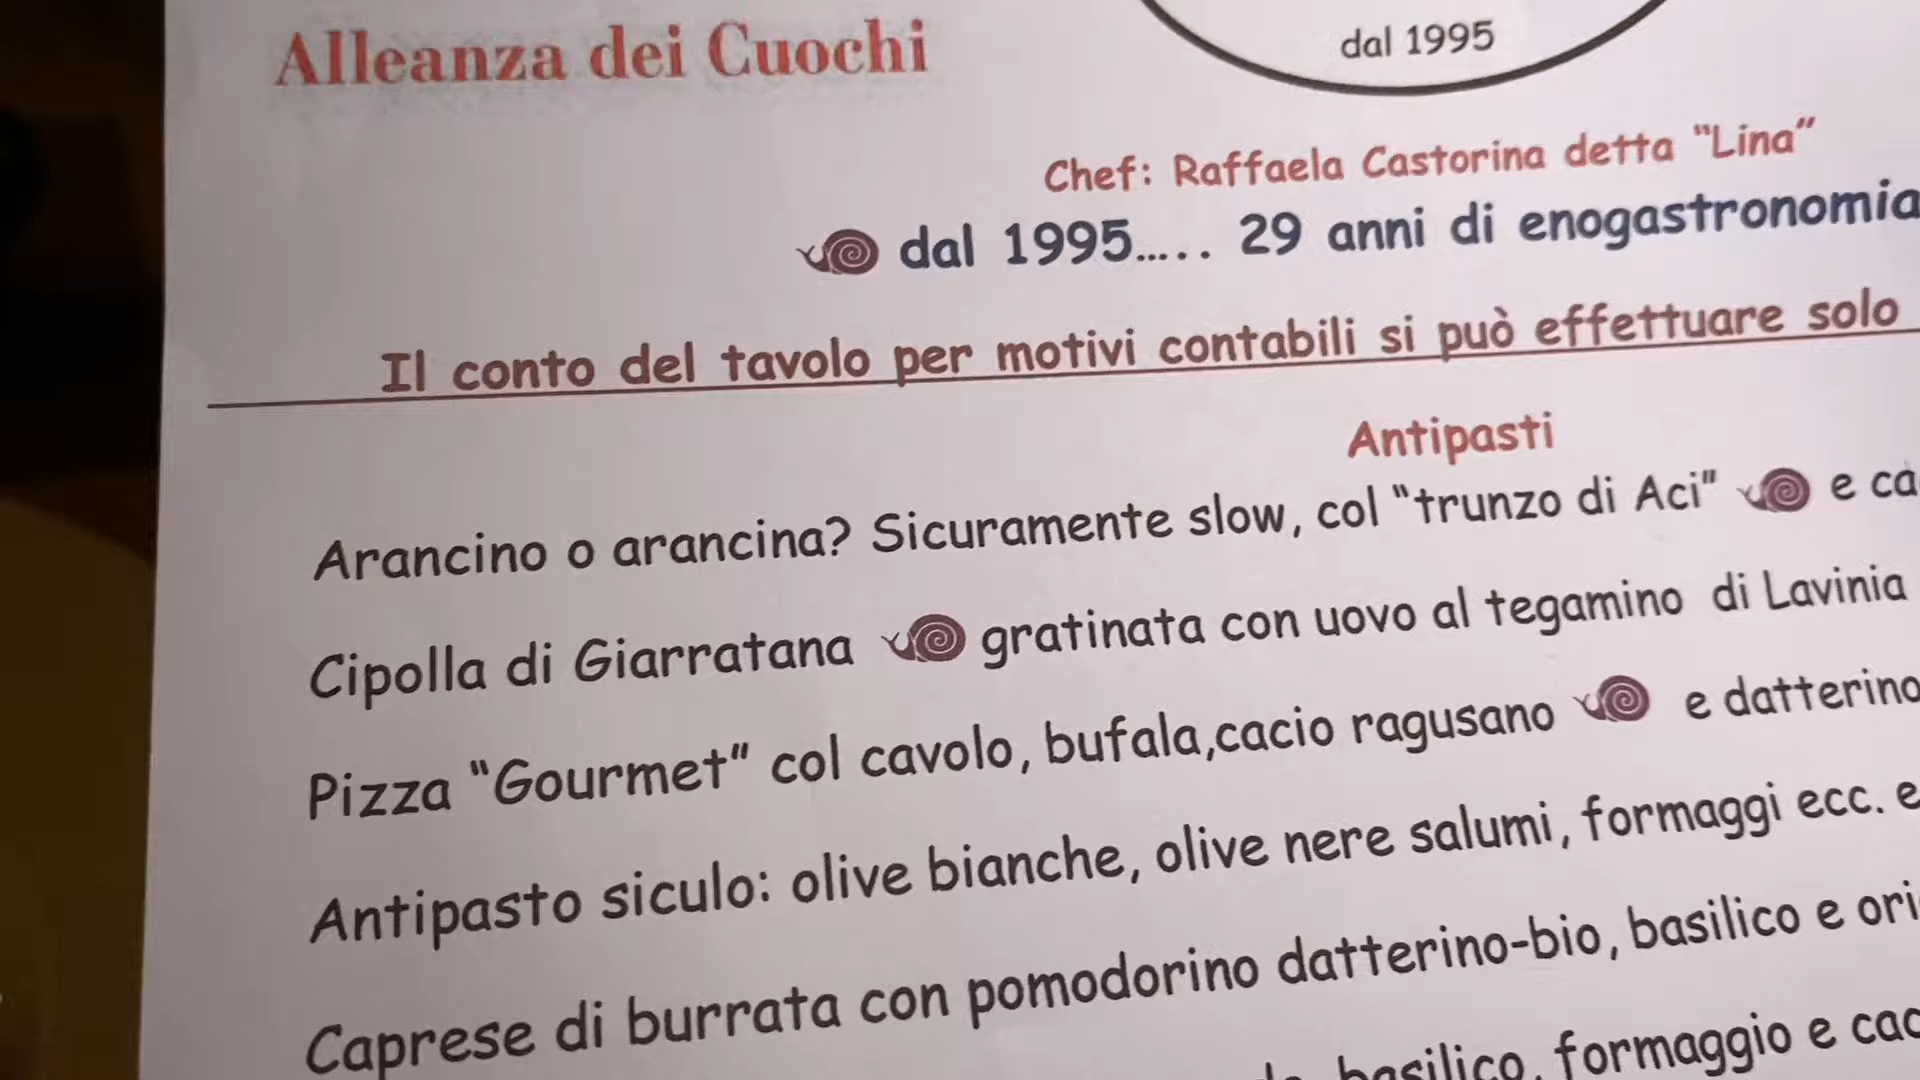 Alleanza dei Cuochi
dal 1995
Chef: Raffaela Castorina detta “Lina”
dal 1995..... 29 anni di enogastronomia
Il conto del tavolo per motivi contabili si può effettuare solo
Antipasti
Arancino o arancina? Sicuramente slow, col "trunzo di Aci" e ca
Cipolla di Giarratana gratinata con uovo al tegamino di Lavinia
Pizza "Gourmet" col cavolo, bufala,cacio ragusano e datterino
Antipasto siculo: olive bianche, olive nere salumi, formaggi ecc. e
Caprese di burrata con pomodorino datterino-bio, basilico e ori
basilico, formaggio e cac